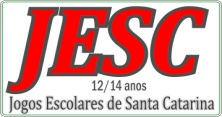 JESC
12/14 anos
Jogos Escolares de Santa Catarina